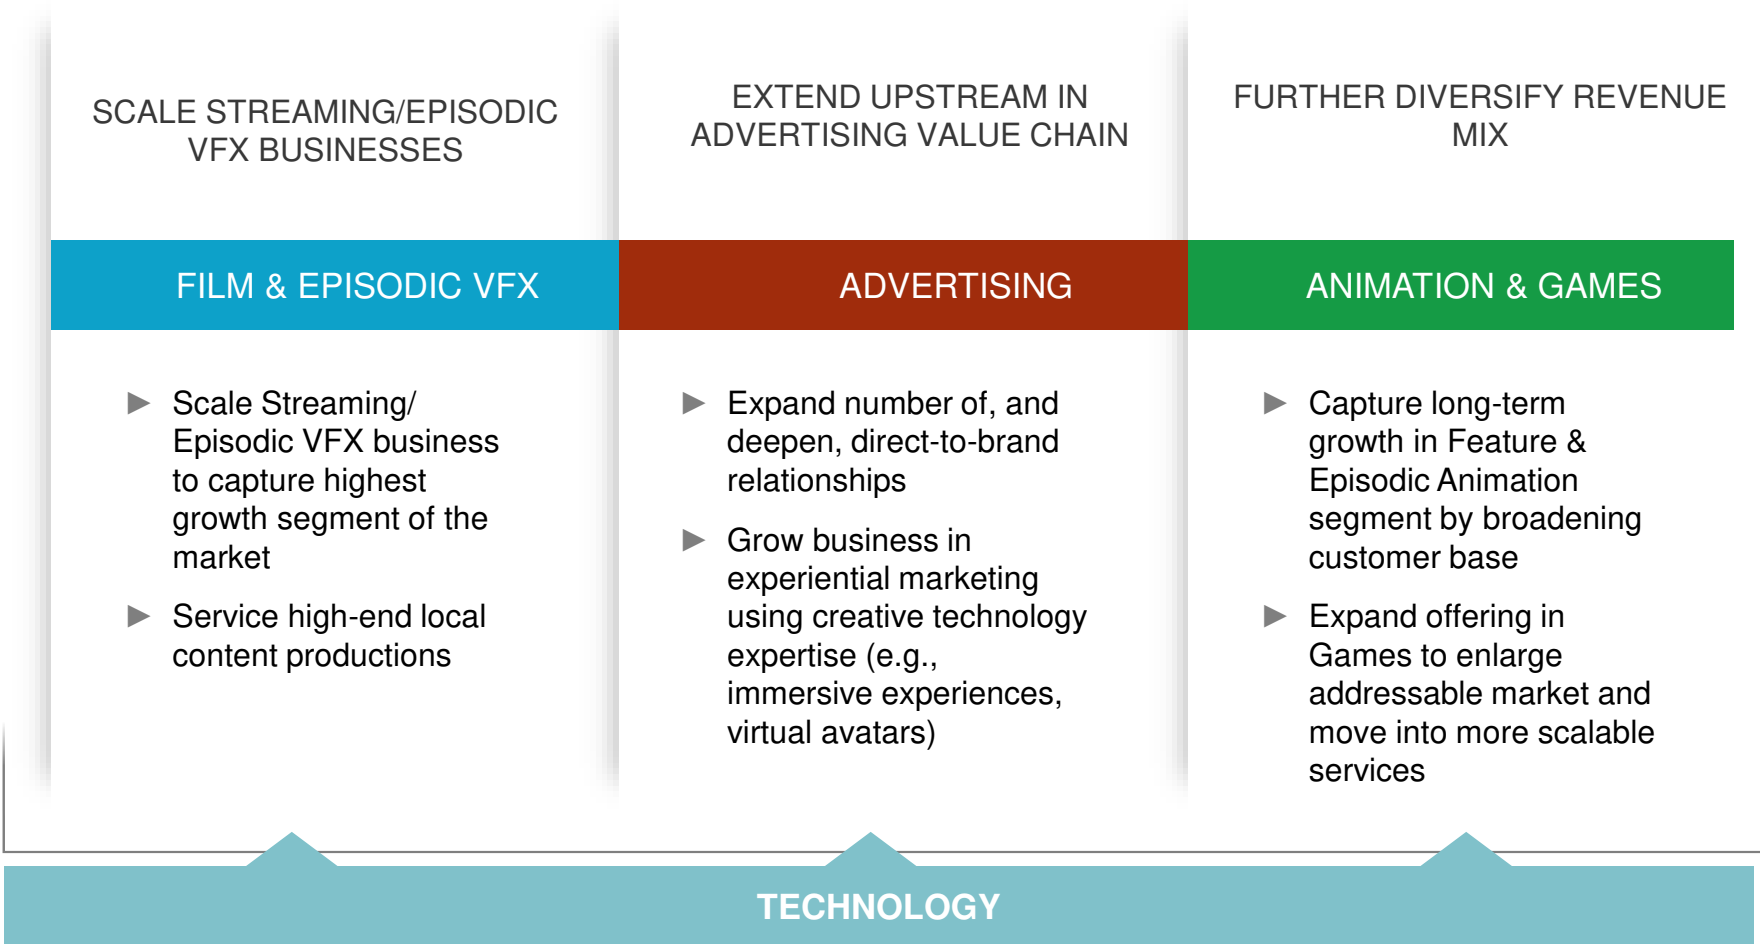 SCALE STREAMING/EPISODIC
VFX BUSINESSES
EXTEND UPSTREAM IN
ADVERTISING VALUE CHAIN
FURTHER DIVERSIFY REVENUE
MIX
FILM & EPISODIC VFX
ADVERTISING
ANIMATION & GAMES
► Scale Streaming/
Episodic VFX business
to capture highest
growth segment of the
market
► Service high-end local
content productions
► Expand number of, and
deepen, direct-to-brand
relationships
► Grow business in
experiential marketing
using creative technology
expertise (e.g.,
immersive experiences,
virtual avatars)
► Capture long-term
growth in Feature &
Episodic Animation
segment by broadening
customer base
► Expand offering in
Games to enlarge
addressable market and
move into more scalable
services
TECHNOLOGY